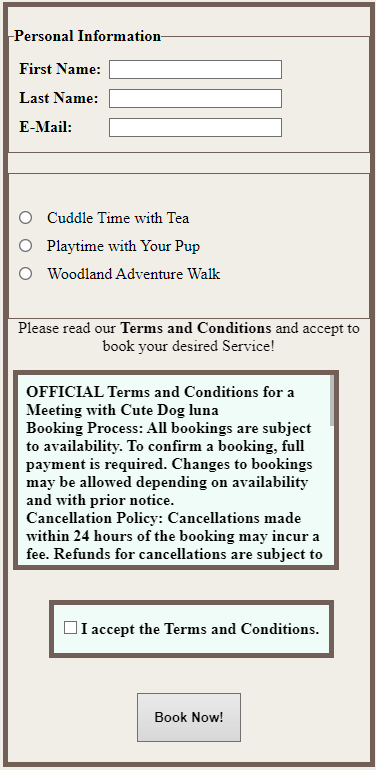 Personal Information
First Name:
Last Name:
E-Mail:
Cuddle Time with Tea
Playtime with Your Pup
Woodland Adventure Walk
Please read our Terms and Conditions and accept to
book your desired Service!
OFFICIAL Terms and Conditions for a
Meeting with Cute Dog luna
Booking Process: All bookings are subject
to availability. To confirm a booking, full
payment is required. Changes to bookings
may be allowed depending on availability
and with prior notice.
Cancellation Policy: Cancellations made
within 24 hours of the booking may incur a
fee. Refunds for cancellations are subject to
I accept the Terms and Conditions.
Book Now!